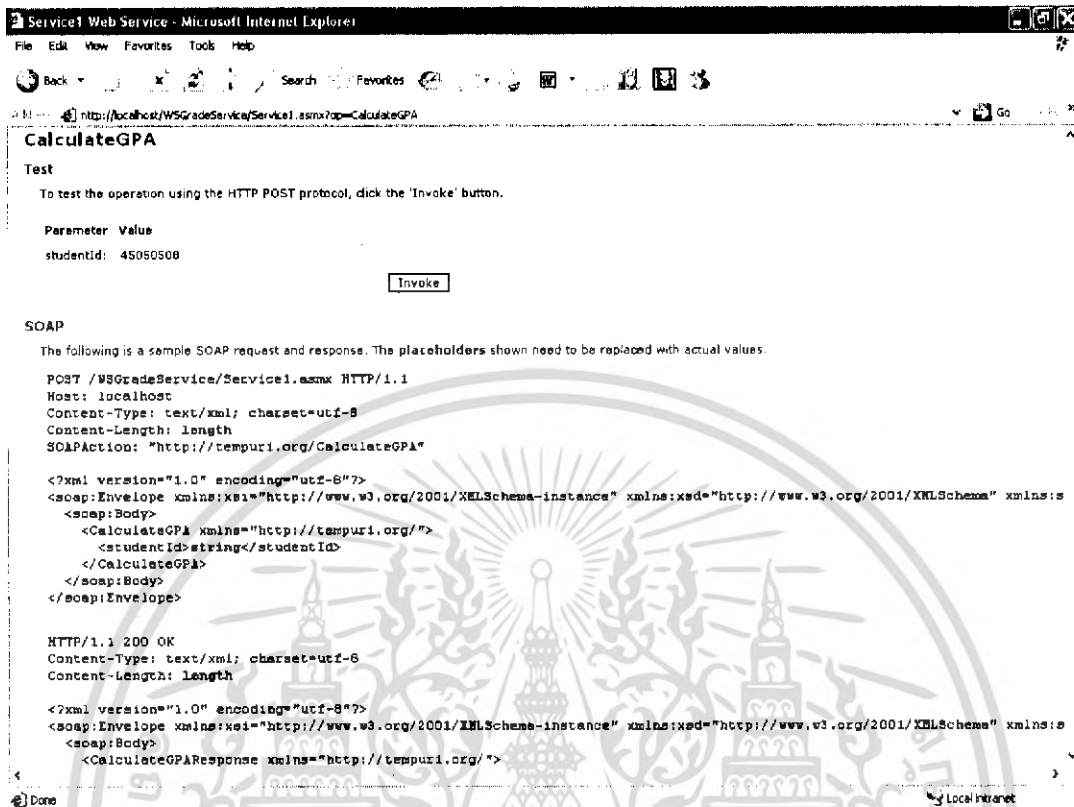 Service1 Web Service - Microsoft Internet Explorer
File Edit View Favorites Tools Help
Back Search Favorites
http://localhost/WSGradeService/Service1.asmx?op=CalculateGPA Go
CalculateGPA
Test
To test the operation using the HTTP POST protocol, click the 'Invoke' button.
Parameter Value
studentId: 45050508
Invoke
SOAP
The following is a sample SOAP request and response. The placeholders shown need to be replaced with actual values.
POST /WSGradeService/Service1.asmx HTTP/1.1
Host: localhost
Content-Type: text/xml; charset=utf-8
Content-Length: length
SOAPAction: "http://tempuri.org/CalculateGPA"
<?xml version="1.0" encoding="utf-8"?>
<soap:Envelope xmlns:xsi="http://www.w3.org/2001/XMLSchema-instance" xmlns:xsd="http://www.w3.org/2001/XMLSchema" xmlns:s
<soap:Body>
<CalculateGPA xmlns="http://tempuri.org/">
<studentId>string</studentId>
</CalculateGPA>
</soap:Body>
</soap:Envelope>
HTTP/1.1 200 OK
Content-Type: text/xml; charset=utf-8
Content-Length: length
<?xml version="1.0" encoding="utf-8"?>
<soap:Envelope xmlns:xsi="http://www.w3.org/2001/XMLSchema-instance" xmlns:xsd="http://www.w3.org/2001/XMLSchema" xmlns:s
<soap:Body>
<CalculateGPAResponse xmlns="http://tempuri.org/">
Done Local intranet